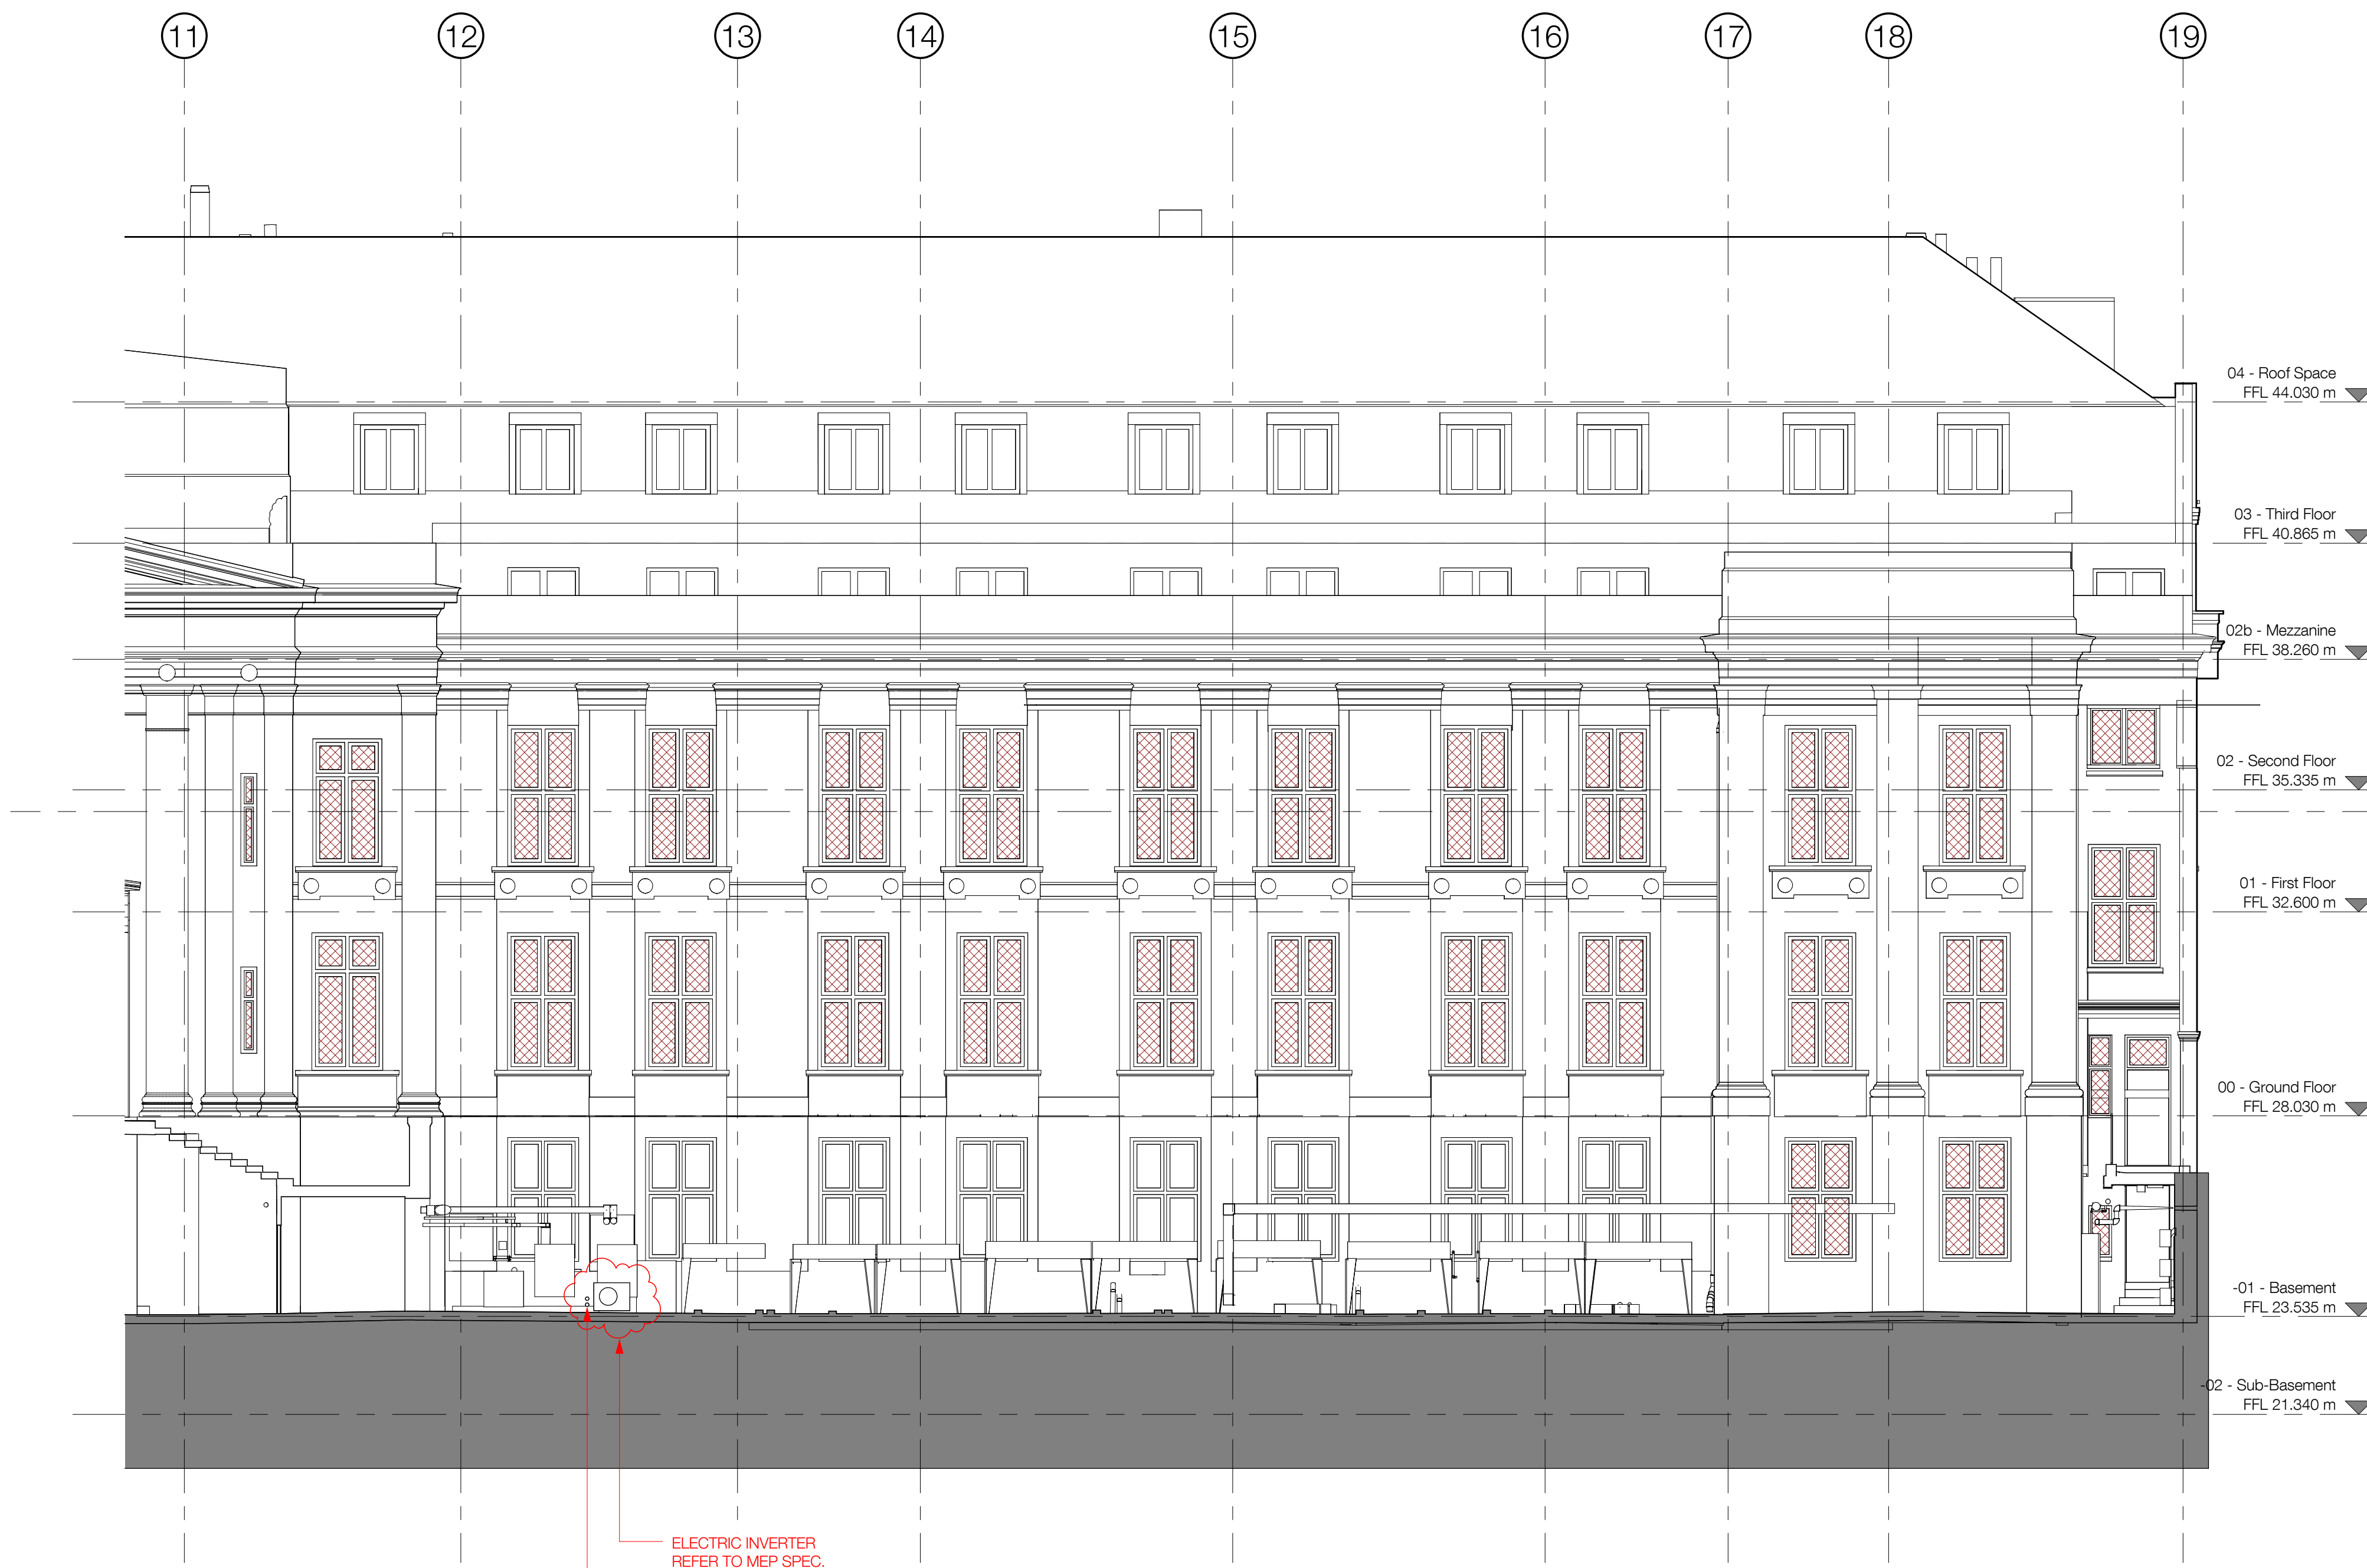 11
12
13
14
15
16
17
18
19
04 - Roof Space
FFL 44.030 m
03 - Third Floor
FFL 40.865 m
02b - Mezzanine
FFL 38.260 m
02 - Second Floor
FFL 35.335 m
01 - First Floor
FFL 32.600 m
00 - Ground Floor
FFL 28.030 m
-01 - Basement
FFL 23.535 m
-02 - Sub-Basement
FFL 21.340 m
ELECTRIC INVERTER
REFER TO MEP SPEC.